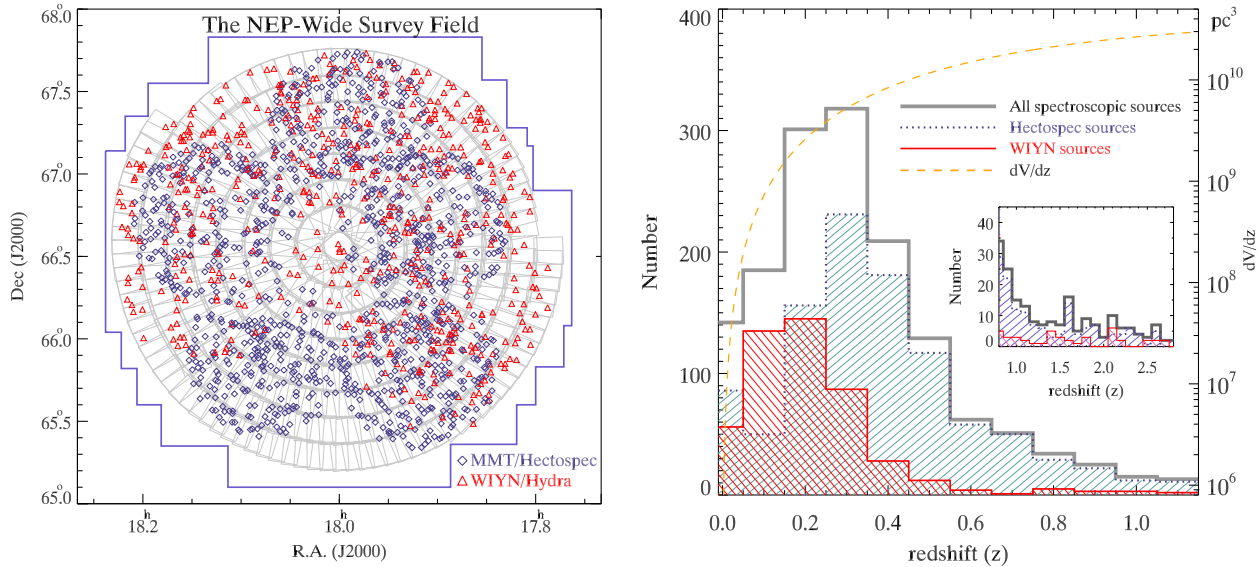 The NEP-Wide Survey Field
68.0°
67.5°
67.0°
66.5°
66.0°
65.5°
65.0°
Dec (J2000)
MMT/Hectospec
WIYN/Hydra
18.2ʰ
18.0ʰ
17.8ʰ
R.A. (J2000)
400
300
200
100
0
Number
All spectroscopic sources
Hectospec sources
WIYN sources
dV/dz
pc³
10¹⁰
10⁹
10⁸
10⁷
10⁶
dV/dz
40
30
20
10
0
Number
1.0 1.5 2.0 2.5
redshift (z)
0.0 0.2 0.4 0.6 0.8 1.0
redshift (z)